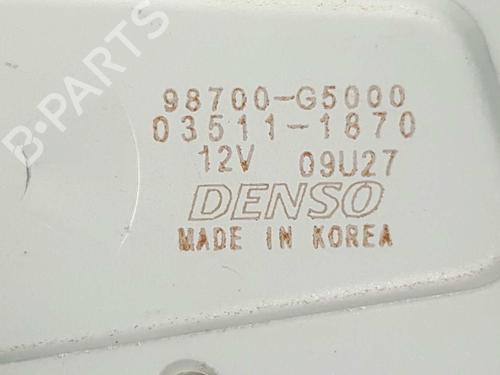 B-PARTS
98700-G5000
03511-1870
12V 09U27
DENSO
MADE IN KOREA